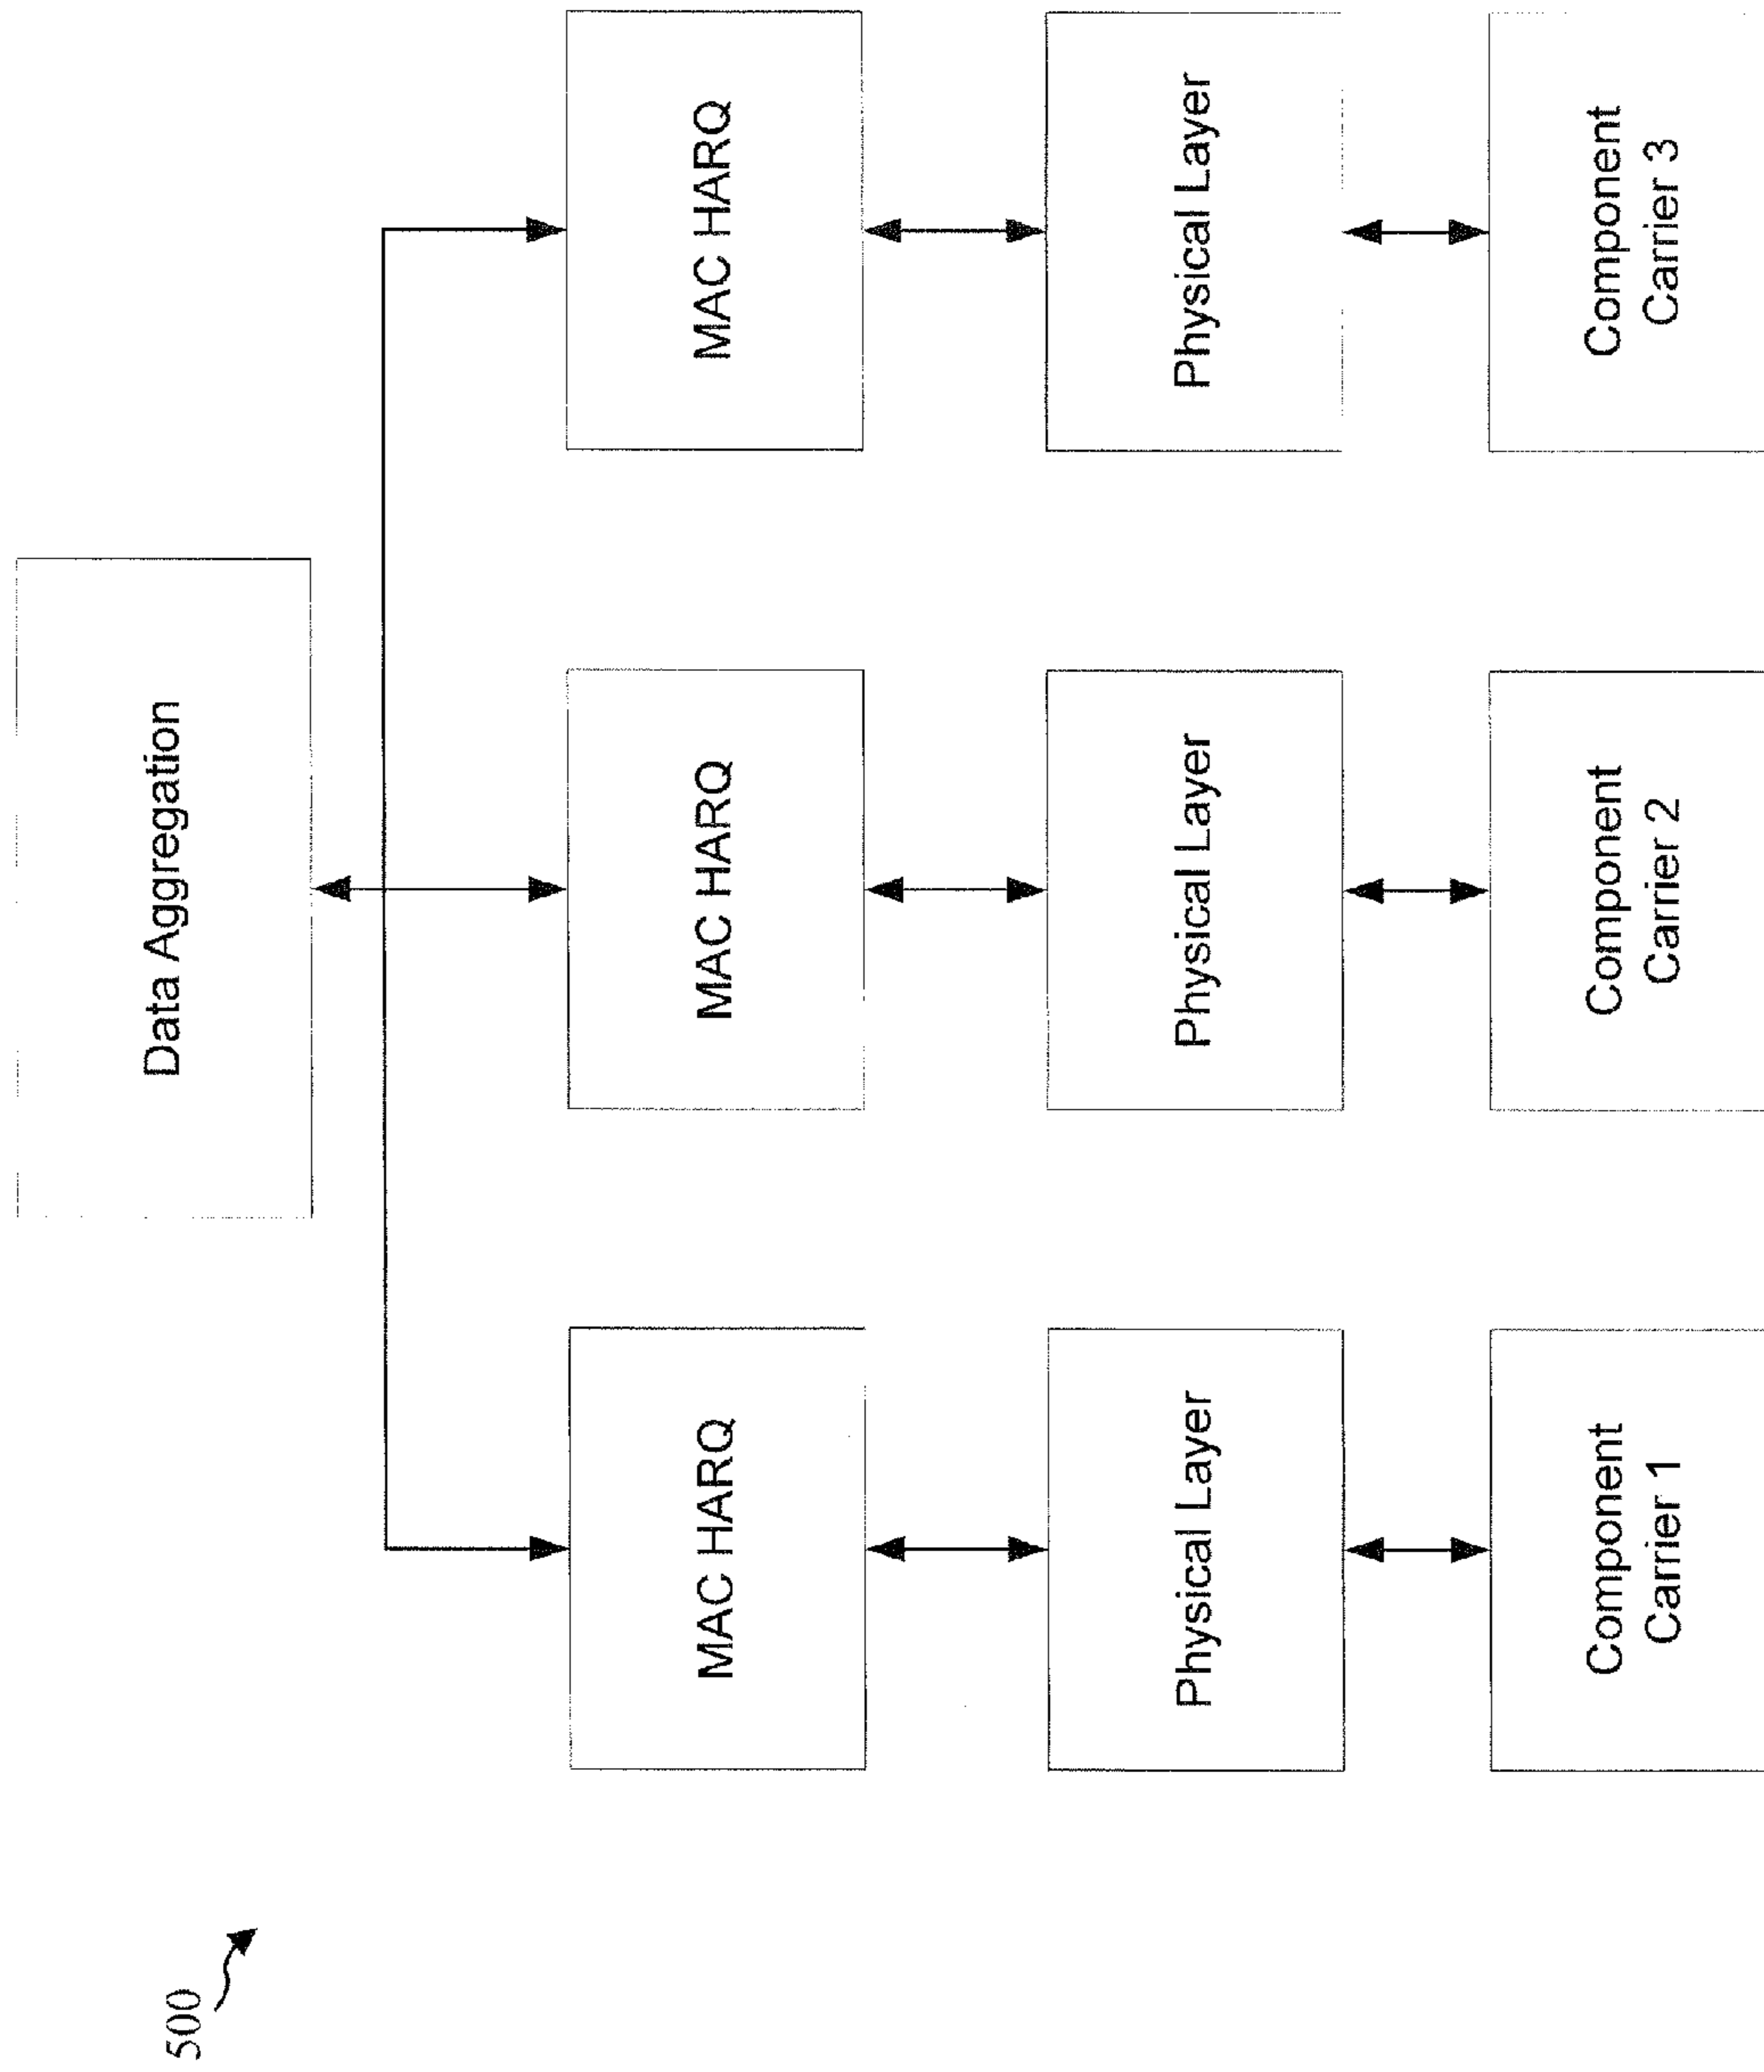 500
Data Aggregation
MAC HARQ
MAC HARQ
MAC HARQ
Physical Layer
Physical Layer
Physical Layer
Component
Carrier 1
Component
Carrier 2
Component
Carrier 3